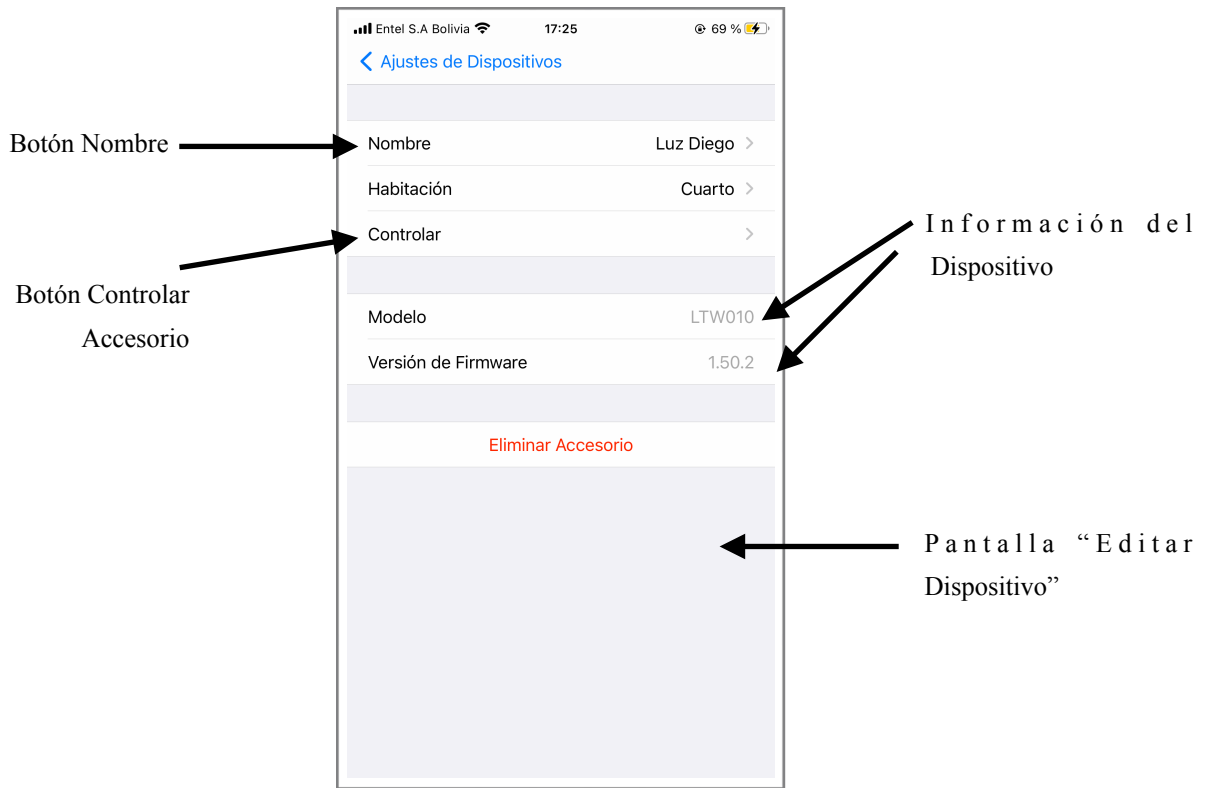 Entel S.A Bolivia 17:25 69 %
Ajustes de Dispositivos
Botón Nombre
Nombre Luz Diego
Habitación Cuarto
Controlar
Botón Controlar
Accesorio
Información del
Dispositivo
Modelo LTW010
Versión de Firmware 1.50.2
Eliminar Accesorio
Pantalla “Editar
Dispositivo”